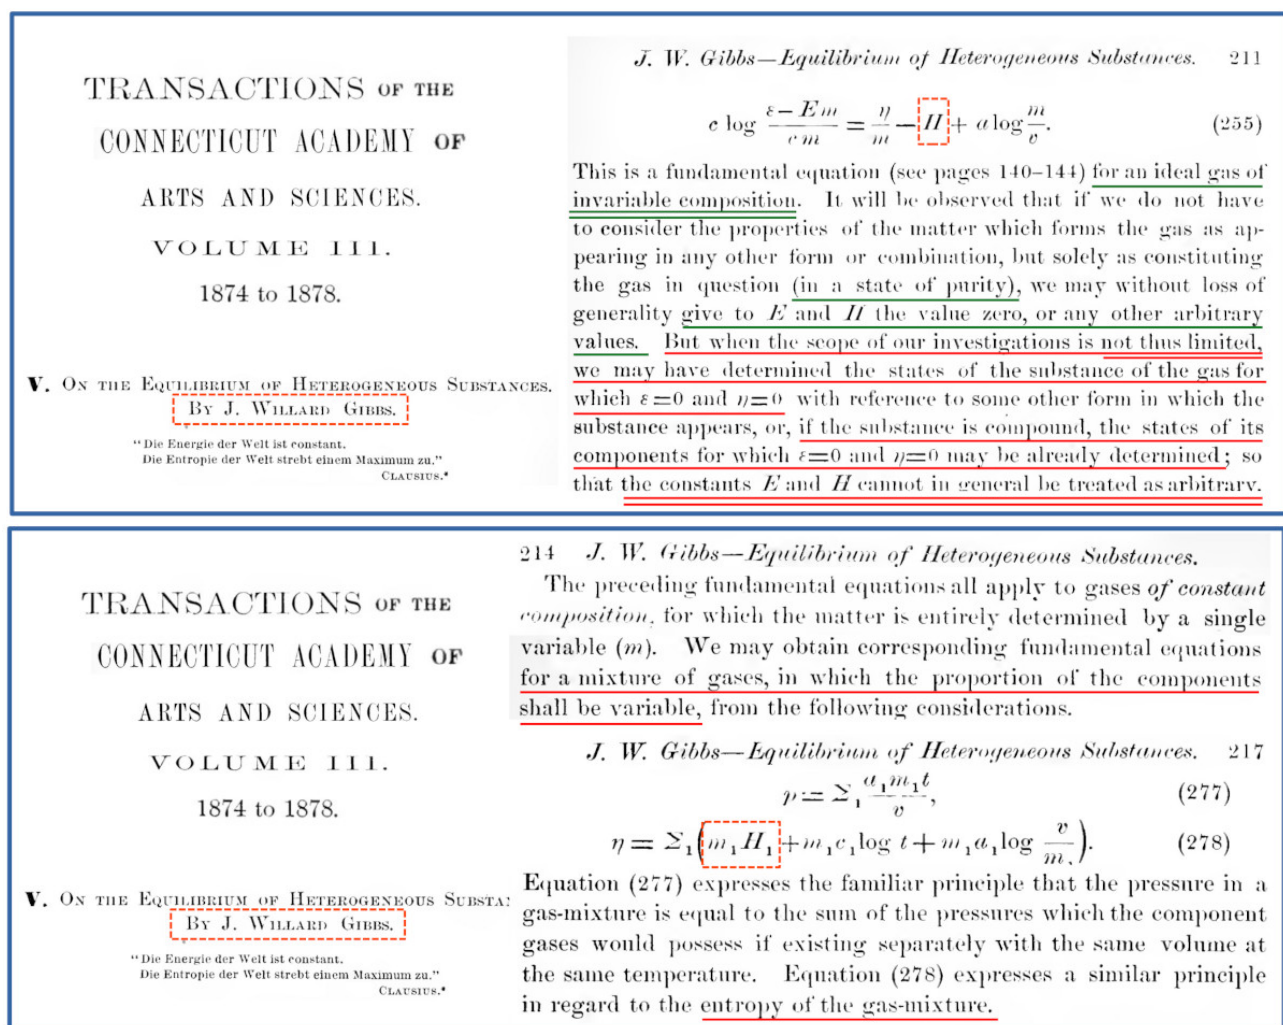 TRANSACTIONS OF THE
CONNECTICUT ACADEMY OF
ARTS AND SCIENCES.
VOLUME III.
1874 to 1878.
V. ON THE EQUILIBRIUM OF HETEROGENEOUS SUBSTANCES.
BY J. WILLARD GIBBS.
"Die Energie der Welt ist constant.
Die Entropie der Welt strebt einem Maximum zu."
CLAUSIUS.*
J. W. Gibbs—Equilibrium of Heterogeneous Substances. 211
c log (ε − E m)/(c m) = η/m − H + a log m/v. (255)
This is a fundamental equation (see pages 140–144) for an ideal gas of
invariable composition. It will be observed that if we do not have
to consider the properties of the matter which forms the gas as ap-
pearing in any other form or combination, but solely as constituting
the gas in question (in a state of purity), we may without loss of
generality give to E and H the value zero, or any other arbitrary
values. But when the scope of our investigations is not thus limited,
we may have determined the states of the substance of the gas for
which ε=0 and η=0 with reference to some other form in which the
substance appears, or, if the substance is compound, the states of its
components for which ε=0 and η=0 may be already determined; so
that the constants E and H cannot in general be treated as arbitrary.
TRANSACTIONS OF THE
CONNECTICUT ACADEMY OF
ARTS AND SCIENCES.
VOLUME III.
1874 to 1878.
V. ON THE EQUILIBRIUM OF HETEROGENEOUS SUBSTA
BY J. WILLARD GIBBS.
"Die Energie der Welt ist constant.
Die Entropie der Welt strebt einem Maximum zu."
CLAUSIUS.*
214 J. W. Gibbs—Equilibrium of Heterogeneous Substances.
The preceding fundamental equations all apply to gases of constant
composition, for which the matter is entirely determined by a single
variable (m). We may obtain corresponding fundamental equations
for a mixture of gases, in which the proportion of the components
shall be variable, from the following considerations.
J. W. Gibbs—Equilibrium of Heterogeneous Substances. 217
p = Σ₁ (a₁ m₁ t)/v, (277)
η = Σ₁ (m₁ H₁ + m₁ c₁ log t + m₁ a₁ log v/m₁). (278)
Equation (277) expresses the familiar principle that the pressure in a
gas-mixture is equal to the sum of the pressures which the component
gases would possess if existing separately with the same volume at
the same temperature. Equation (278) expresses a similar principle
in regard to the entropy of the gas-mixture.